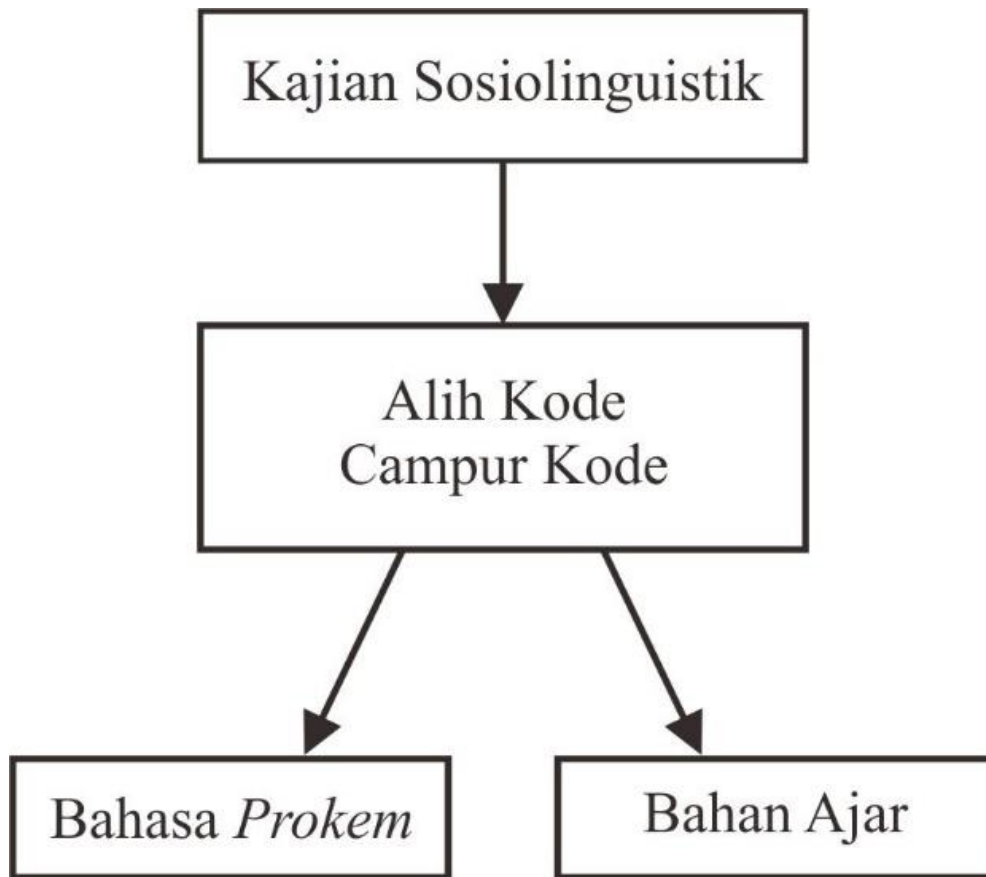 Kajian Sosiolinguistik
Alih Kode
Campur Kode
Bahasa Prokem
Bahan Ajar